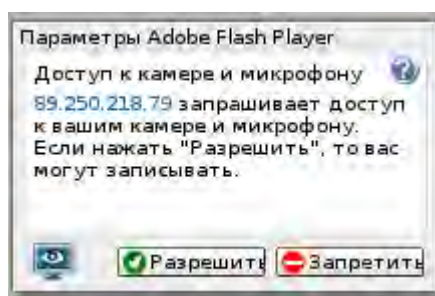 Параметры Adobe Flash Player
Доступ к камере и микрофону
89.250.218.79 запрашивает доступ
к вашим камере и микрофону.
Если нажать "Разрешить", то вас
могут записывать.
Разрешить Запретить